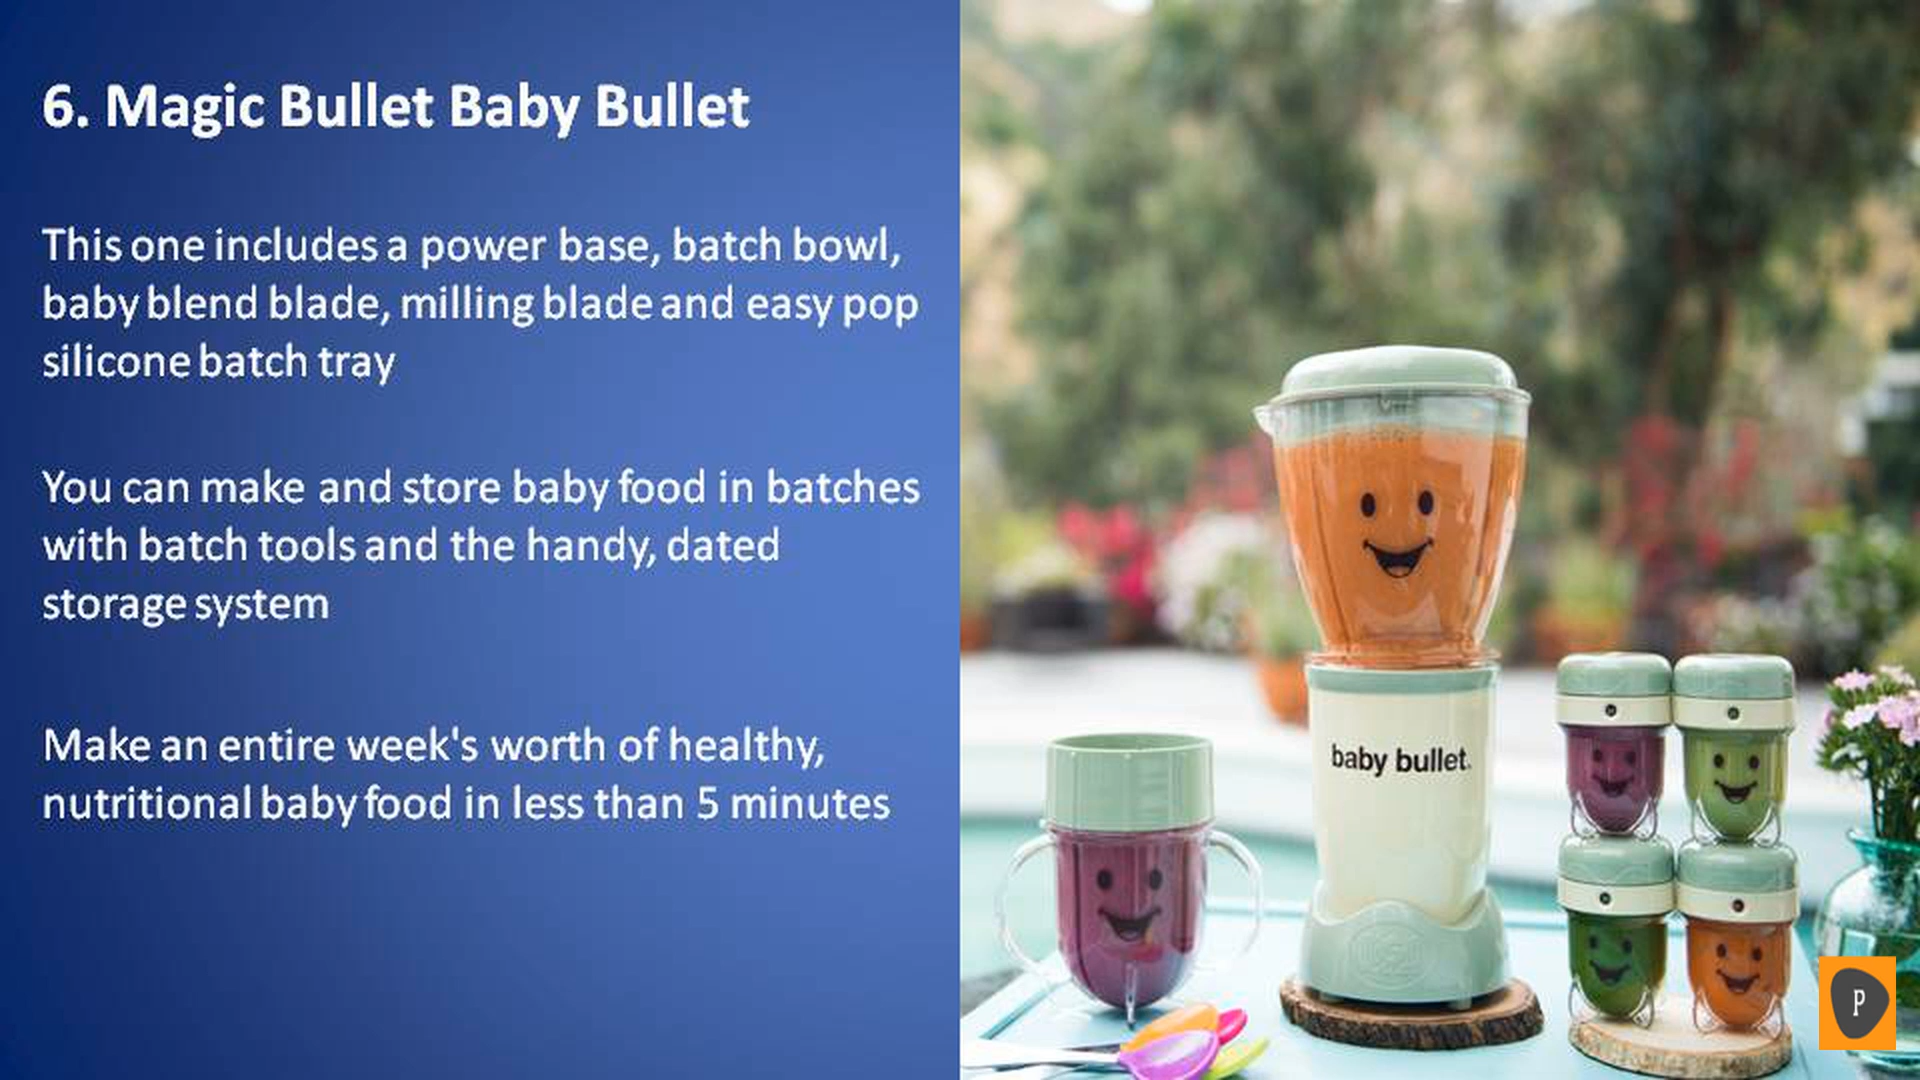 6. Magic Bullet Baby Bullet
This one includes a power base, batch bowl,
baby blend blade, milling blade and easy pop
silicone batch tray
You can make and store baby food in batches
with batch tools and the handy, dated
storage system
Make an entire week's worth of healthy,
nutritional baby food in less than 5 minutes
baby bullet.
P